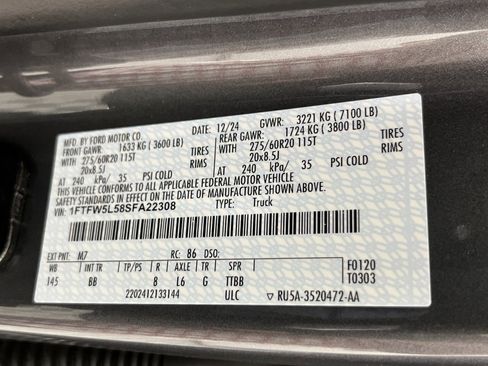 MFD. BY FORD MOTOR CO.
DATE: 12/24 GVWR: 3221 KG (7100 LB)
FRONT GAWR: 1633 KG (3600 LB) REAR GAWR: 1724 KG (3800 LB)
WITH 275/60R20 115T TIRES WITH 275/60R20 115T TIRES
20x8.5J RIMS 20x8.5J RIMS
AT 240 kPa/ 35 PSI COLD AT 240 kPa/ 35 PSI COLD
THIS VEHICLE CONFORMS TO ALL APPLICABLE FEDERAL MOTOR VEHICLE
SAFETY STANDARDS IN EFFECT ON THE DATE OF MANUFACTURE SHOWN ABOVE.
VIN: 1FTFW5L58SFA22308 TYPE: Truck
EXT PNT: M7 RC: 86 DSO:
WB INT TR TP/PS R AXLE TR SPR F0120
145 BB 8 L6 G TTBB T0303
2202412133144 ULC ▽ RU5A-3520472-AA